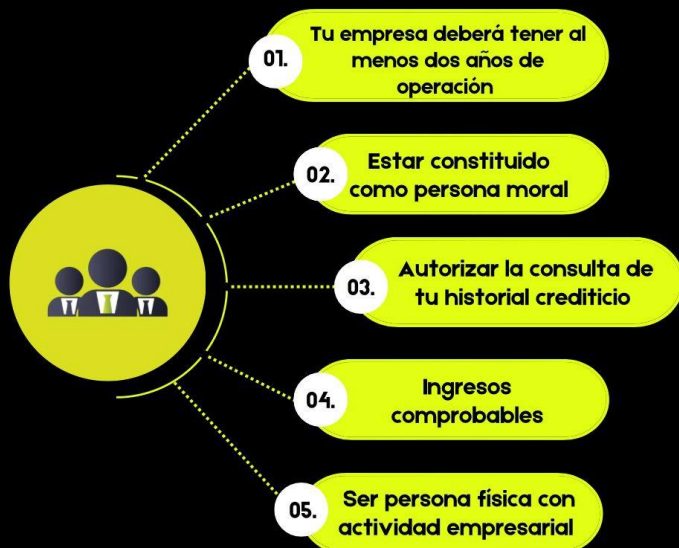 01.
Tu empresa deberá tener al
menos dos años de
operación
02.
Estar constituido
como persona moral
03.
Autorizar la consulta de
tu historial crediticio
04.
Ingresos
comprobables
05.
Ser persona física con
actividad empresarial